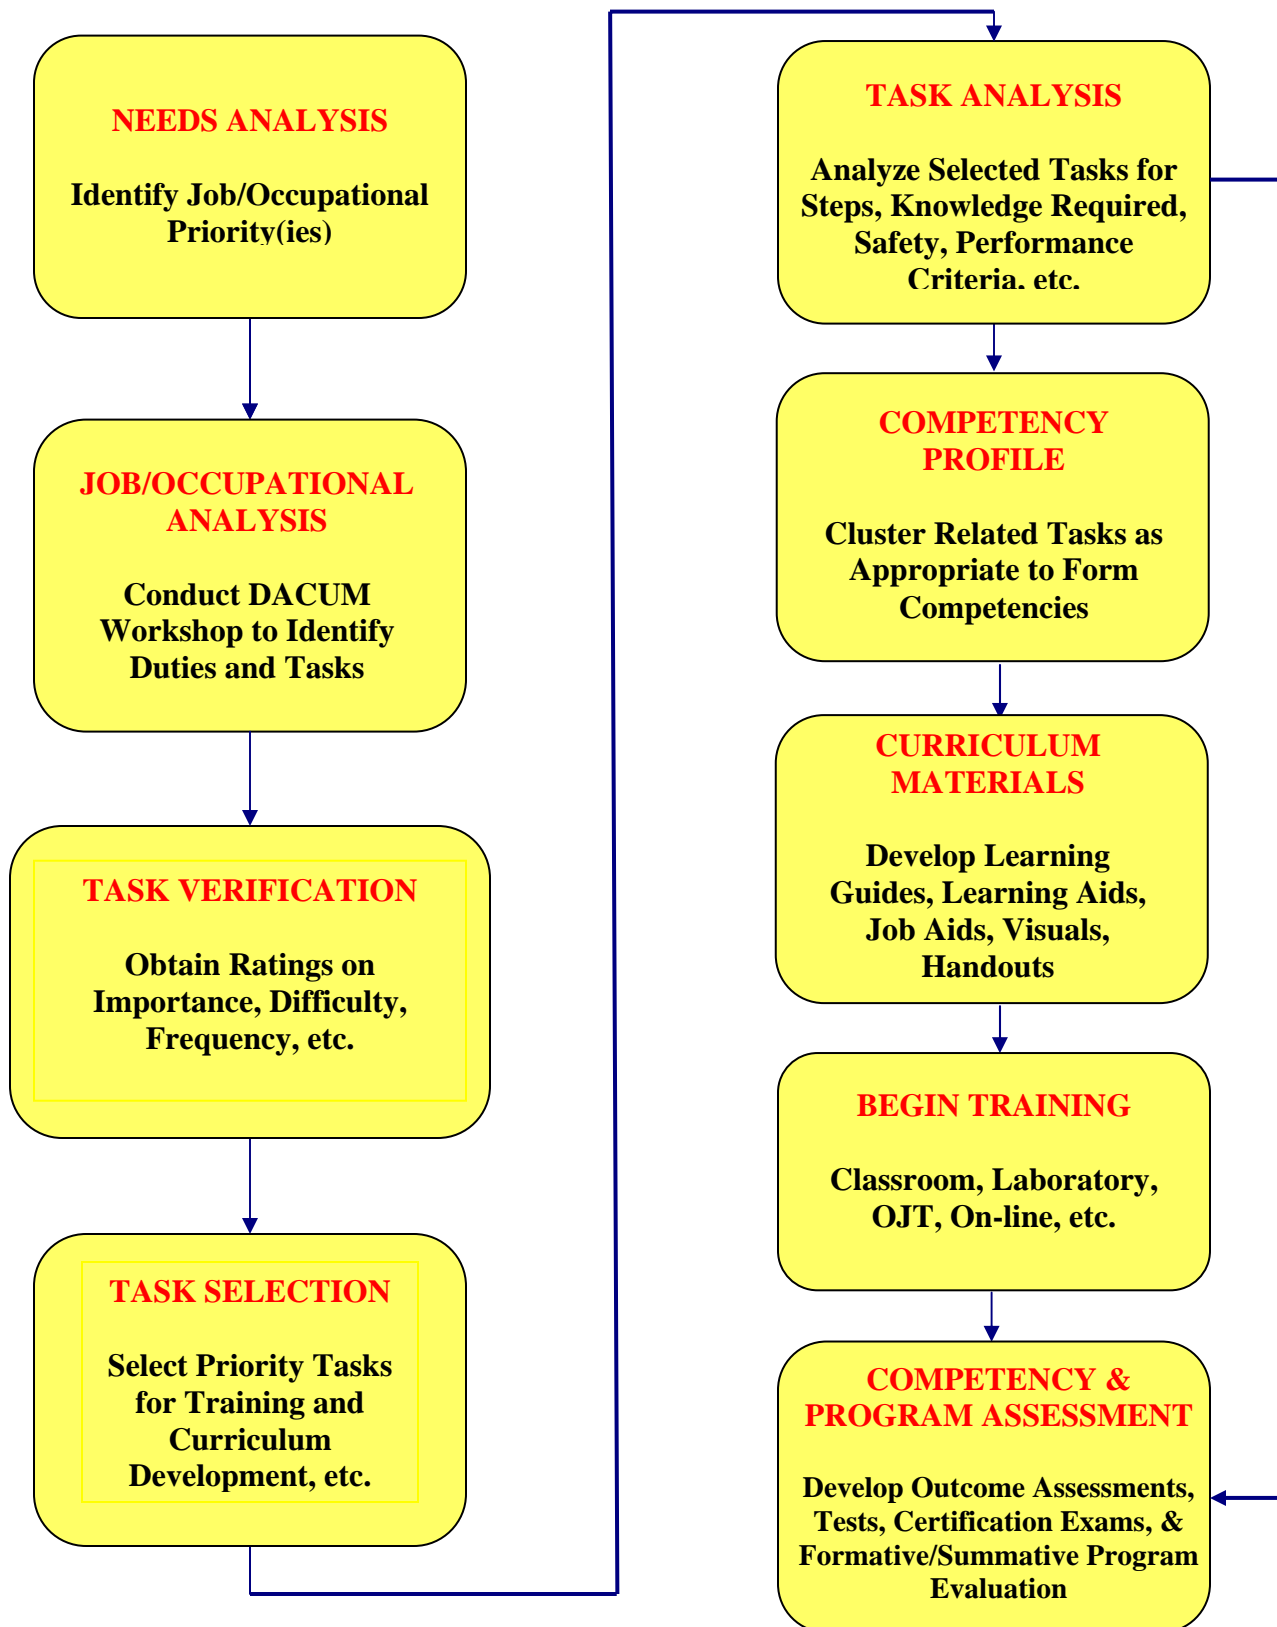 NEEDS ANALYSIS
Identify Job/Occupational
Priority(ies)
JOB/OCCUPATIONAL
ANALYSIS
Conduct DACUM
Workshop to Identify
Duties and Tasks
TASK VERIFICATION
Obtain Ratings on
Importance, Difficulty,
Frequency, etc.
TASK SELECTION
Select Priority Tasks
for Training and
Curriculum
Development, etc.
TASK ANALYSIS
Analyze Selected Tasks for
Steps, Knowledge Required,
Safety, Performance
Criteria, etc.
COMPETENCY
PROFILE
Cluster Related Tasks as
Appropriate to Form
Competencies
CURRICULUM
MATERIALS
Develop Learning
Guides, Learning Aids,
Job Aids, Visuals,
Handouts
BEGIN TRAINING
Classroom, Laboratory,
OJT, On-line, etc.
COMPETENCY &
PROGRAM ASSESSMENT
Develop Outcome Assessments,
Tests, Certification Exams, &
Formative/Summative Program
Evaluation